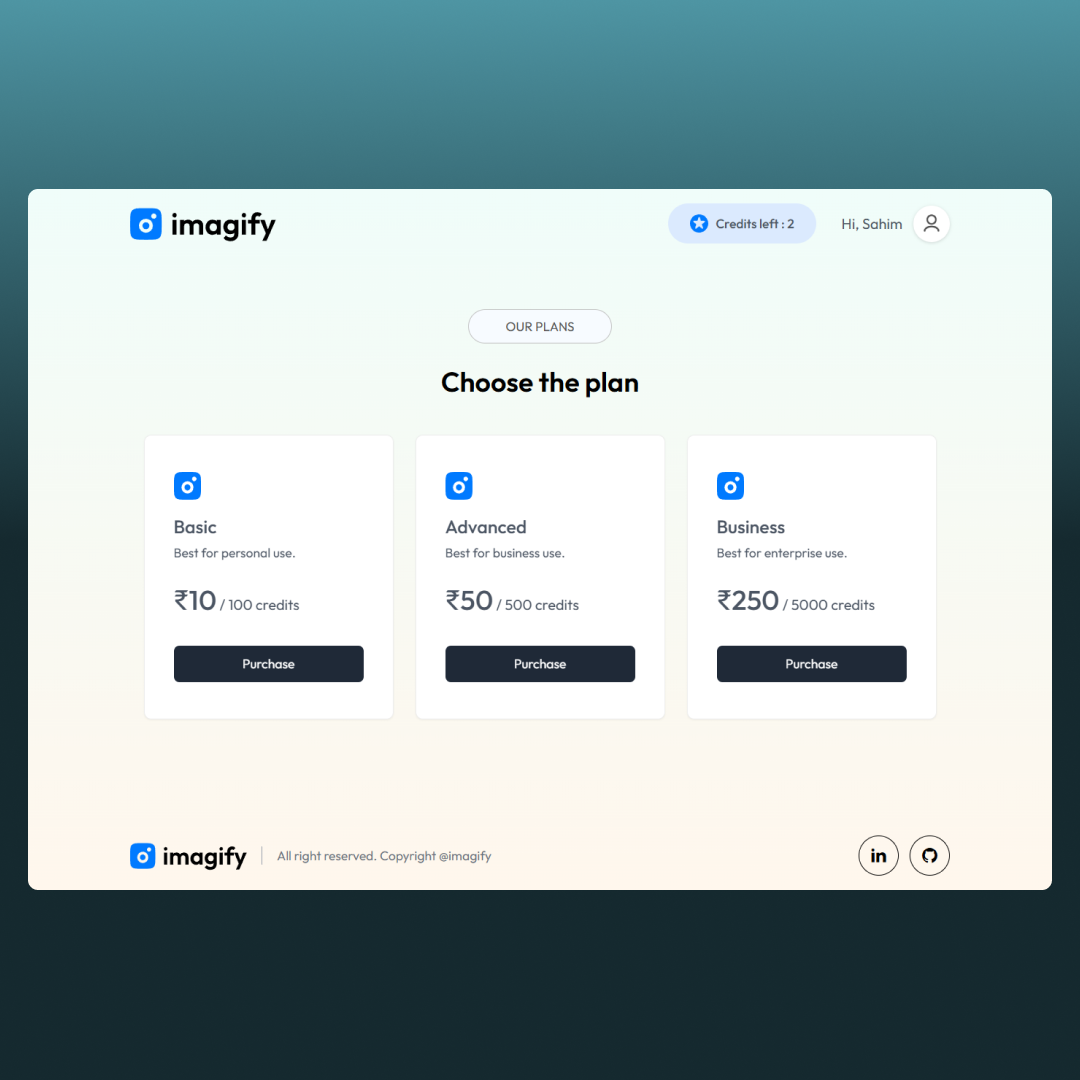 imagify
Credits left : 2
Hi, Sahim
OUR PLANS
Choose the plan
Basic
Best for personal use.
₹10 / 100 credits
Purchase
Advanced
Best for business use.
₹50 / 500 credits
Purchase
Business
Best for enterprise use.
₹250 / 5000 credits
Purchase
imagify
All right reserved. Copyright @imagify
in